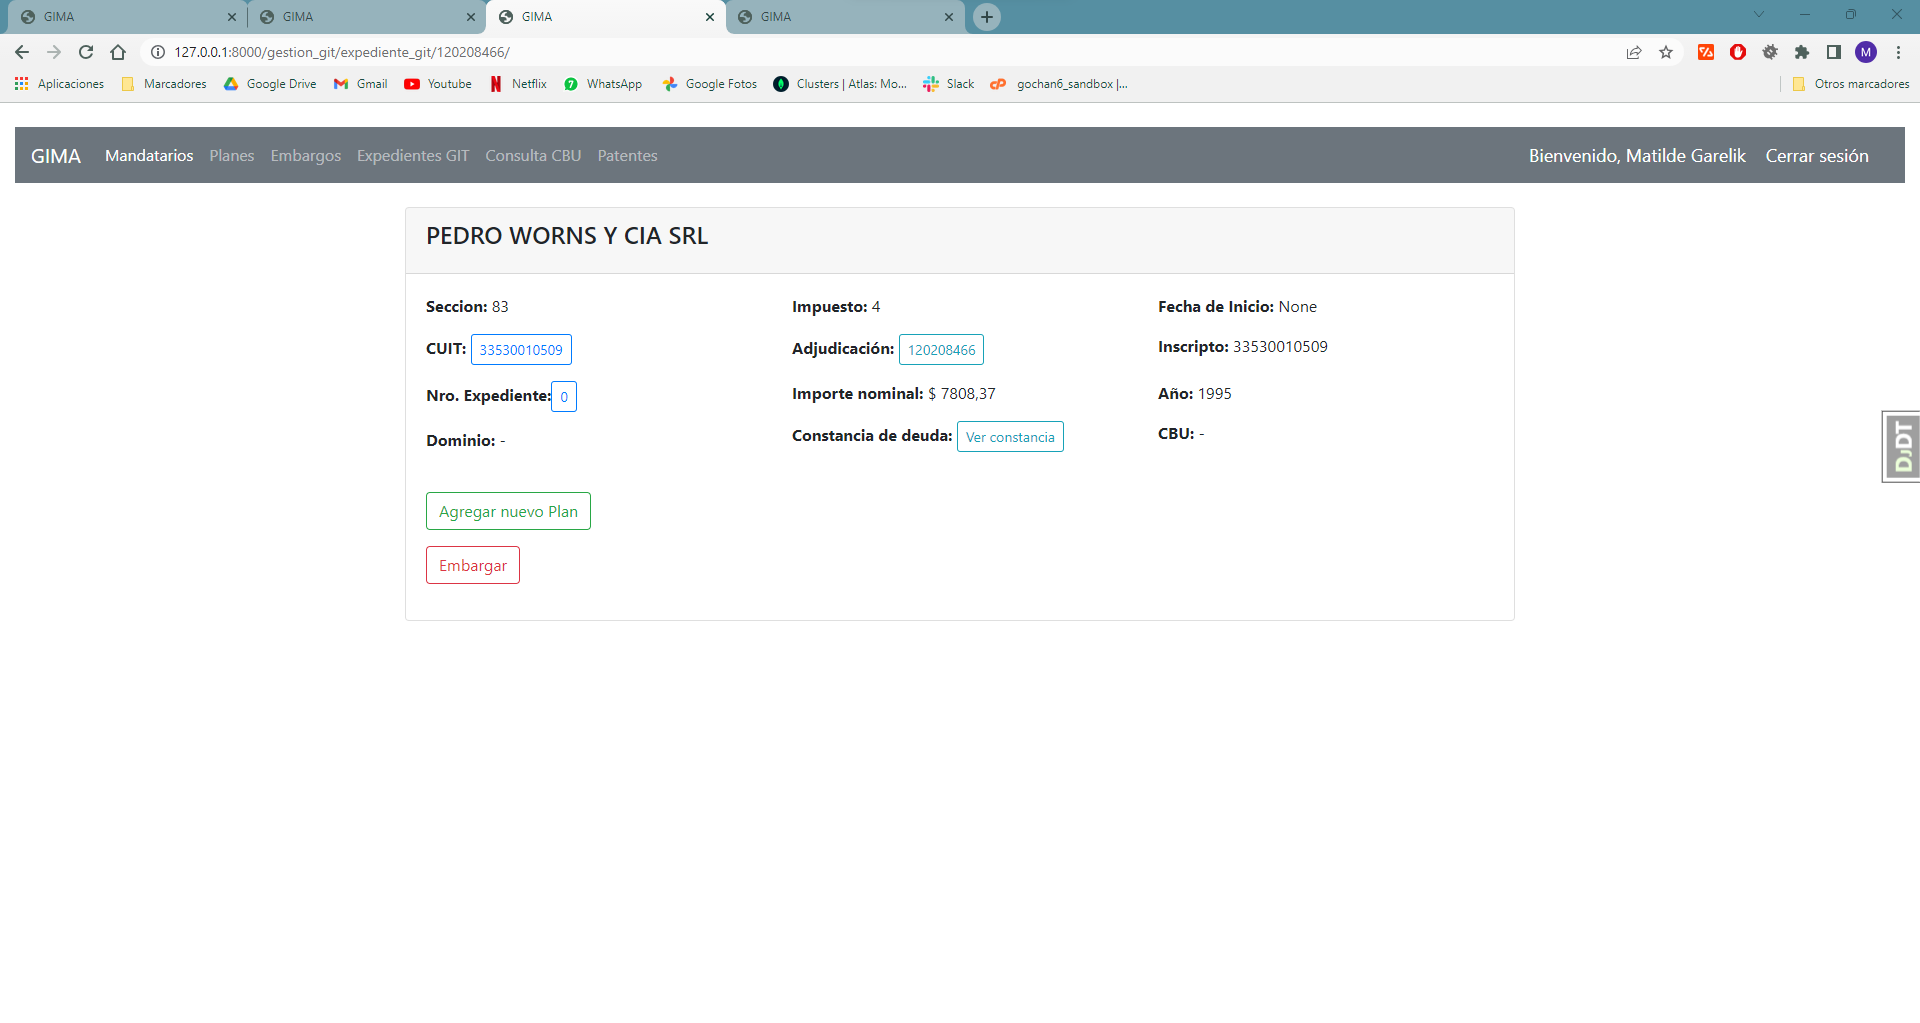 GIMA GIMA GIMA GIMA
127.0.0.1:8000/gestion_git/expediente_git/120208466/
M
Aplicaciones Marcadores Google Drive Gmail Youtube Netflix WhatsApp Google Fotos Clusters | Atlas: Mo... Slack gochan6_sandbox |... Otros marcadores
GIMA Mandatarios Planes Embargos Expedientes GIT Consulta CBU Patentes Bienvenido, Matilde Garelik Cerrar sesión
PEDRO WORNS Y CIA SRL
Seccion: 83 Impuesto: 4 Fecha de Inicio: None
CUIT: 33530010509 Adjudicación: 120208466 Inscripto: 33530010509
Nro. Expediente: 0 Importe nominal: $ 7808,37 Año: 1995
Dominio: - Constancia de deuda: Ver constancia CBU: -
DJDT
Agregar nuevo Plan
Embargar